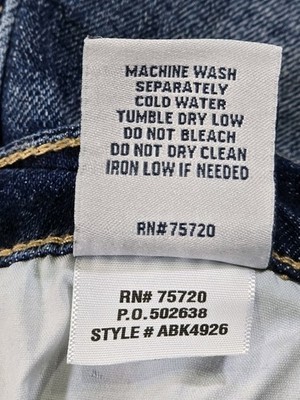 MACHINE WASH
SEPARATELY
COLD WATER
TUMBLE DRY LOW
DO NOT BLEACH
DO NOT DRY CLEAN
IRON LOW IF NEEDED
RN#75720
RN# 75720
P.O. 502638
STYLE # ABK4926